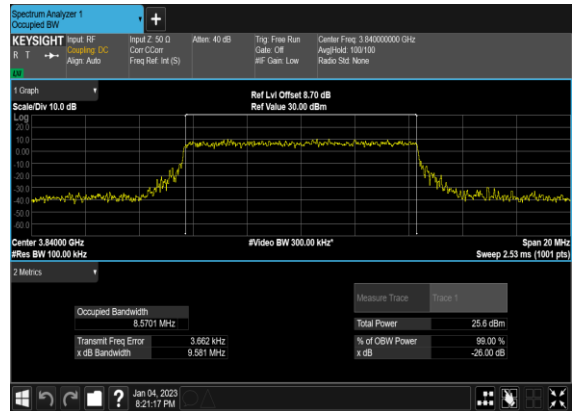 Spectrum Analyzer 1
Occupied BW
KEYSIGHT Input: RF Input Z: 50 Ω Atten: 40 dB Trig: Free Run Center Freq: 3.840000000 GHz
R T Coupling: DC Corr CCorr Gate: Off Avg|Hold: 100/100
Align: Auto Freq Ref: Int (S) #IF Gain: Low Radio Std: None
1 Graph
Ref Lvl Offset 8.70 dB
Scale/Div 10.0 dB Ref Value 30.00 dBm
Log
20.0
10.0
0.00
-10.0
-20.0
-30.0
-40.0
-50.0
-60.0
Center 3.84000 GHz #Video BW 300.00 kHz* Span 20 MHz
#Res BW 100.00 kHz Sweep 2.53 ms (1001 pts)
2 Metrics
Measure Trace Trace 1
Occupied Bandwidth
8.5701 MHz Total Power 25.6 dBm
Transmit Freq Error 3.662 kHz % of OBW Power 99.00 %
x dB Bandwidth 9.581 MHz x dB -26.00 dB
? Jan 04, 2023
8:21:17 PM